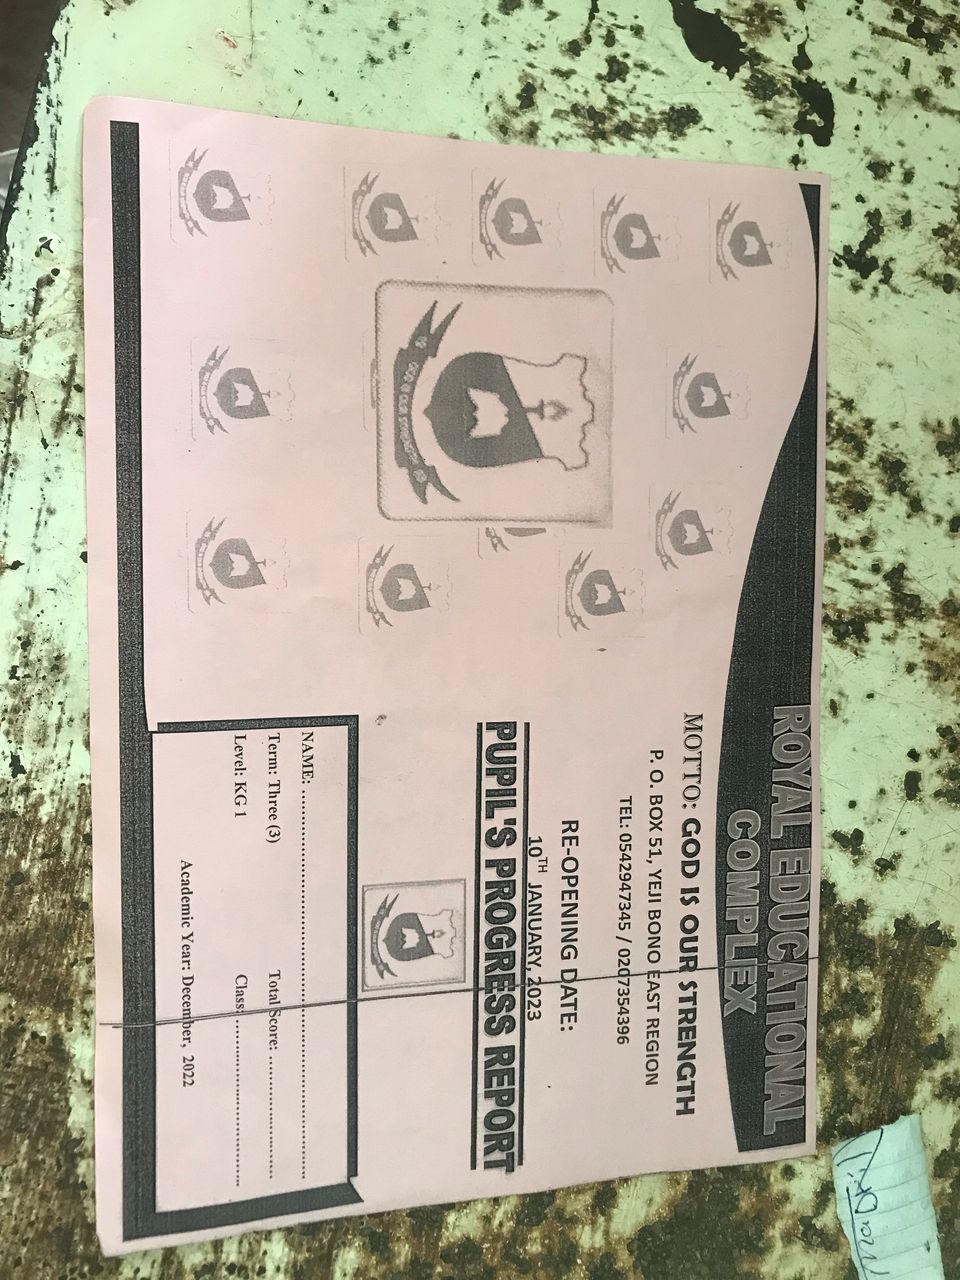 ROYAL EDUCATIONAL
COMPLEX
MOTTO: GOD IS OUR STRENGTH
P. O. BOX 51, YEJI BONO EAST REGION
TEL: 0542947345 / 0207354396
RE-OPENING DATE:
10TH JANUARY, 2023
PUPIL'S PROGRESS REPORT
NAME: ........................................................................
Term: Three (3) Total Score: ......................
Level: KG 1 Class: ..............................
Academic Year: December, 2022